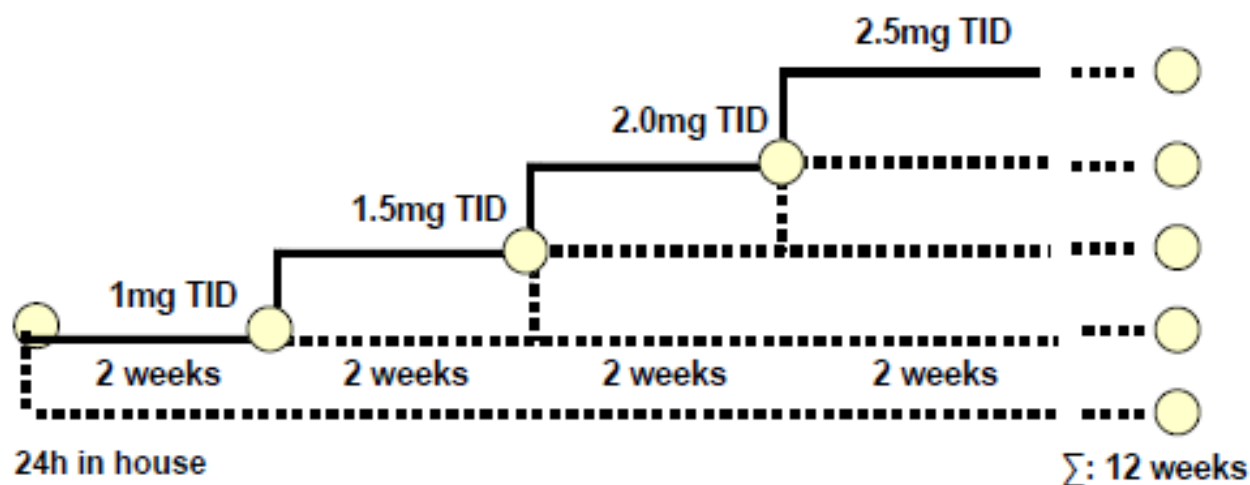 2.5mg TID
2.0mg TID
1.5mg TID
1mg TID
2 weeks 2 weeks 2 weeks 2 weeks
24h in house
∑: 12 weeks